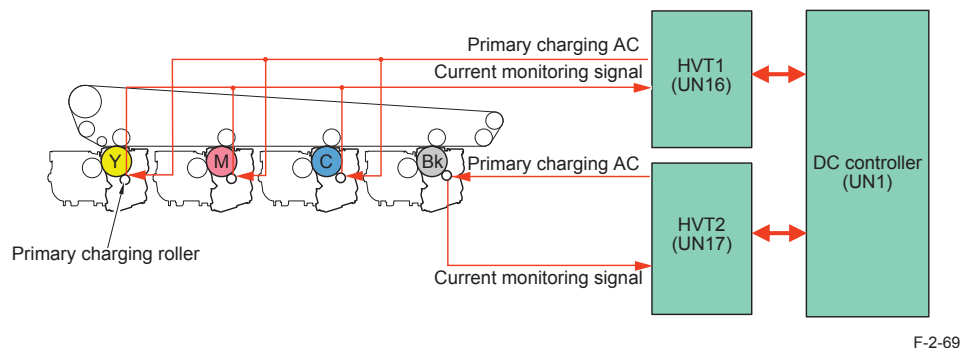 Primary charging AC
Current monitoring signal
HVT1
(UN16)
Y
M
C
Bk
Primary charging AC
DC controller
(UN1)
HVT2
(UN17)
Primary charging roller
Current monitoring signal
F-2-69